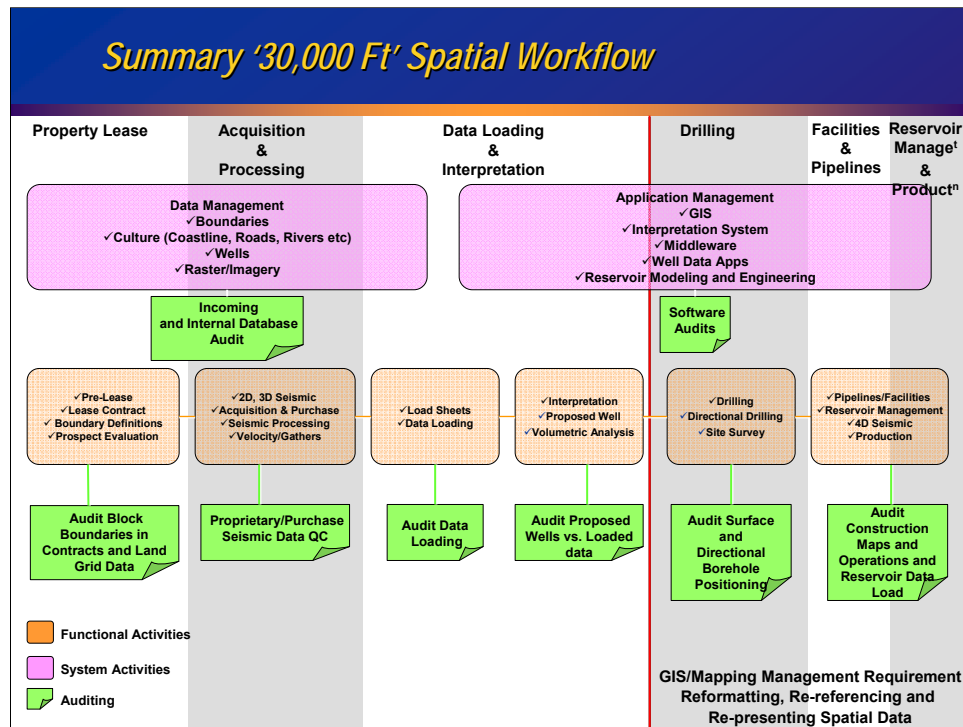 Summary ‘30,000 Ft’ Spatial Workflow
Property Lease
Acquisition
&
Processing
Data Loading
&
Interpretation
Drilling
Facilities
&
Pipelines
Reservoir
Manageᵗ
&
Productⁿ
Data Management
✓Boundaries
✓Culture (Coastline, Roads, Rivers etc)
✓Wells
✓Raster/Imagery
Application Management
✓GIS
✓Interpretation System
✓Middleware
✓Well Data Apps
✓Reservoir Modeling and Engineering
Incoming
and Internal Database
Audit
Software
Audits
✓Pre-Lease
✓Lease Contract
✓Boundary Definitions
✓Prospect Evaluation
✓2D, 3D Seismic
✓Acquisition & Purchase
✓Seismic Processing
✓Velocity/Gathers
✓Load Sheets
✓Data Loading
✓Interpretation
✓Proposed Well
✓Volumetric Analysis
✓Drilling
✓Directional Drilling
✓Site Survey
✓Pipelines/Facilities
✓Reservoir Management
✓4D Seismic
✓Production
Audit Block
Boundaries in
Contracts and Land
Grid Data
Proprietary/Purchase
Seismic Data QC
Audit Data
Loading
Audit Proposed
Wells vs. Loaded
data
Audit Surface
and
Directional
Borehole
Positioning
Audit
Construction
Maps and
Operations and
Reservoir Data
Load
Functional Activities
System Activities
Auditing
GIS/Mapping Management Requirement
Reformatting, Re-referencing and
Re-presenting Spatial Data